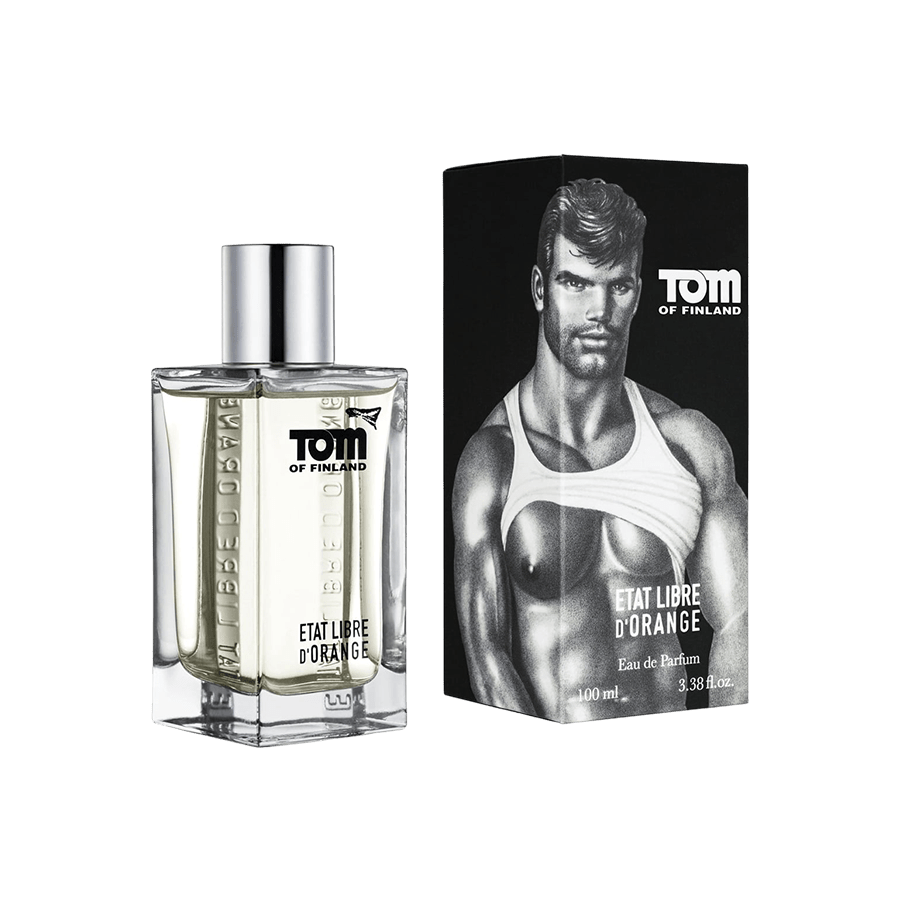 TOM
OF FINLAND
ETAT LIBRE
D'ORANGE
TOM
OF FINLAND
ETAT LIBRE
D'ORANGE
Eau de Parfum
100 ml
3.38 fl.oz.